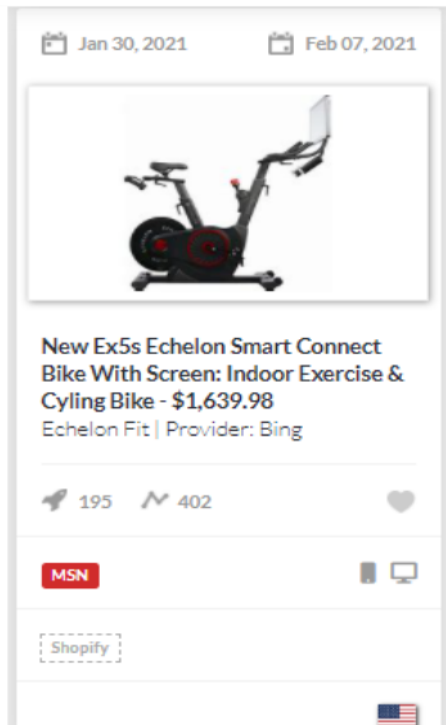 Jan 30, 2021 Feb 07, 2021
New Ex5s Echelon Smart Connect
Bike With Screen: Indoor Exercise &
Cyling Bike - $1,639.98
Echelon Fit | Provider: Bing
195 402
MSN
Shopify